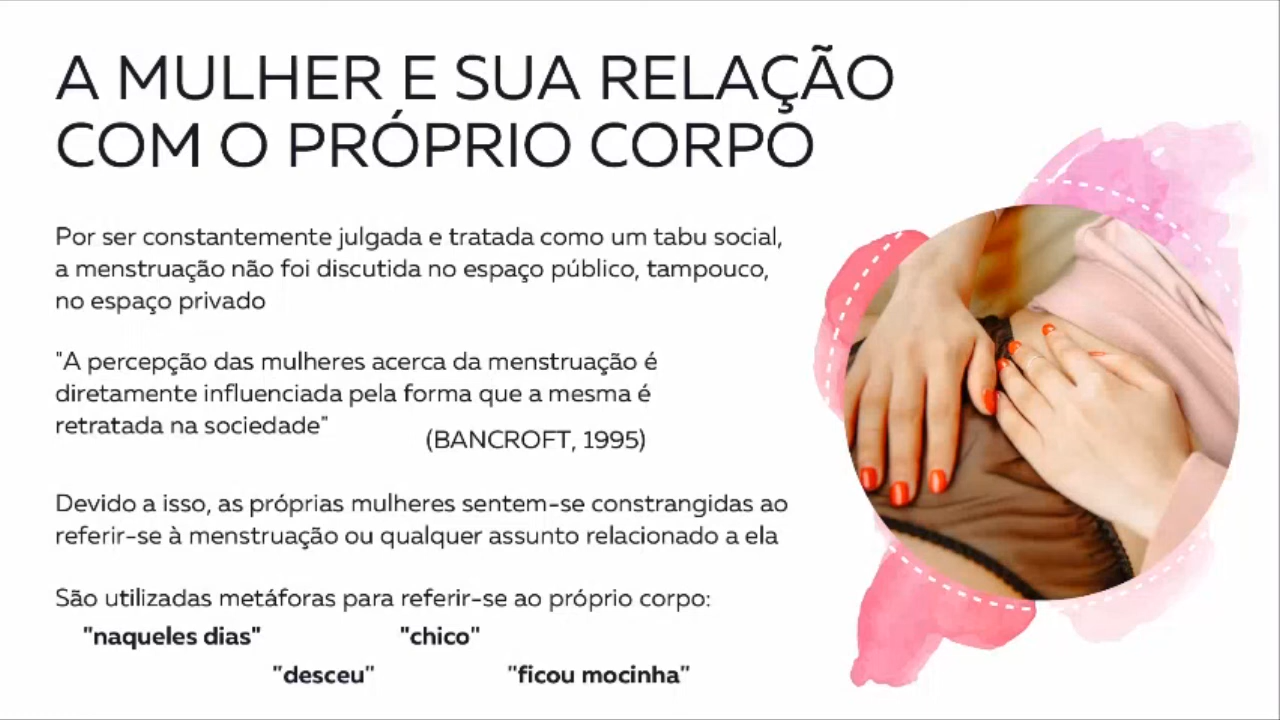 A MULHER E SUA RELAÇÃO
COM O PRÓPRIO CORPO
Por ser constantemente julgada e tratada como um tabu social,
a menstruação não foi discutida no espaço público, tampouco,
no espaço privado
"A percepção das mulheres acerca da menstruação é
diretamente influenciada pela forma que a mesma é
retratada na sociedade"
(BANCROFT, 1995)
Devido a isso, as próprias mulheres sentem-se constrangidas ao
referir-se à menstruação ou qualquer assunto relacionado a ela
São utilizadas metáforas para referir-se ao próprio corpo:
"naqueles dias" "chico"
"desceu" "ficou mocinha"